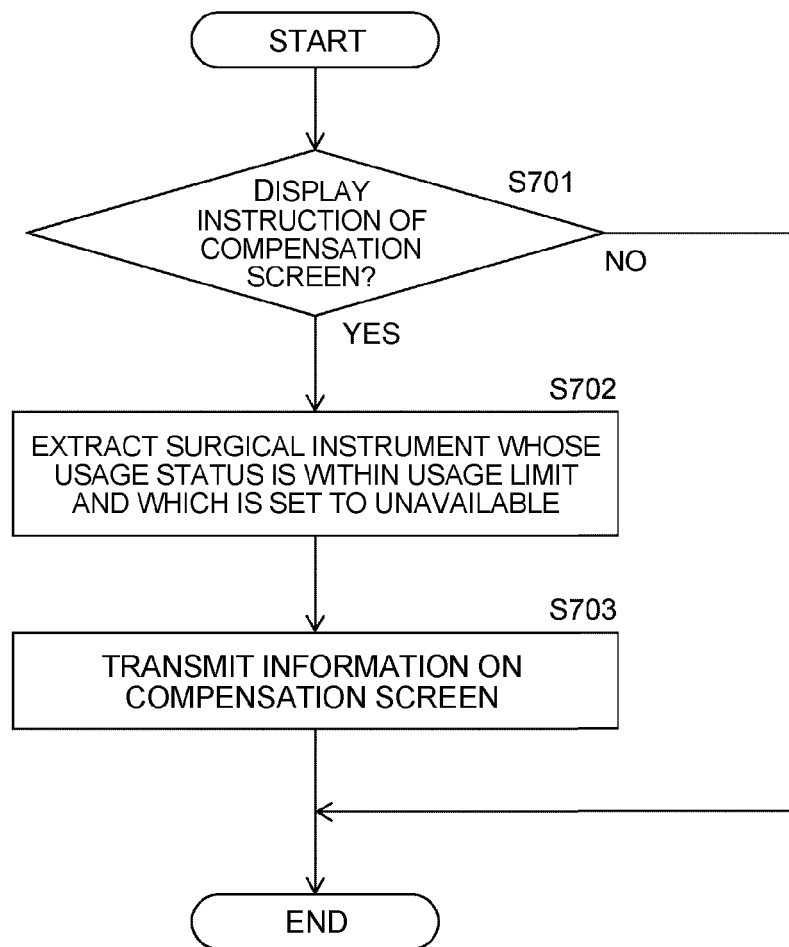 START
S701
DISPLAY
INSTRUCTION OF
COMPENSATION
SCREEN?
NO
YES
S702
EXTRACT SURGICAL INSTRUMENT WHOSE
USAGE STATUS IS WITHIN USAGE LIMIT
AND WHICH IS SET TO UNAVAILABLE
S703
TRANSMIT INFORMATION ON
COMPENSATION SCREEN
END